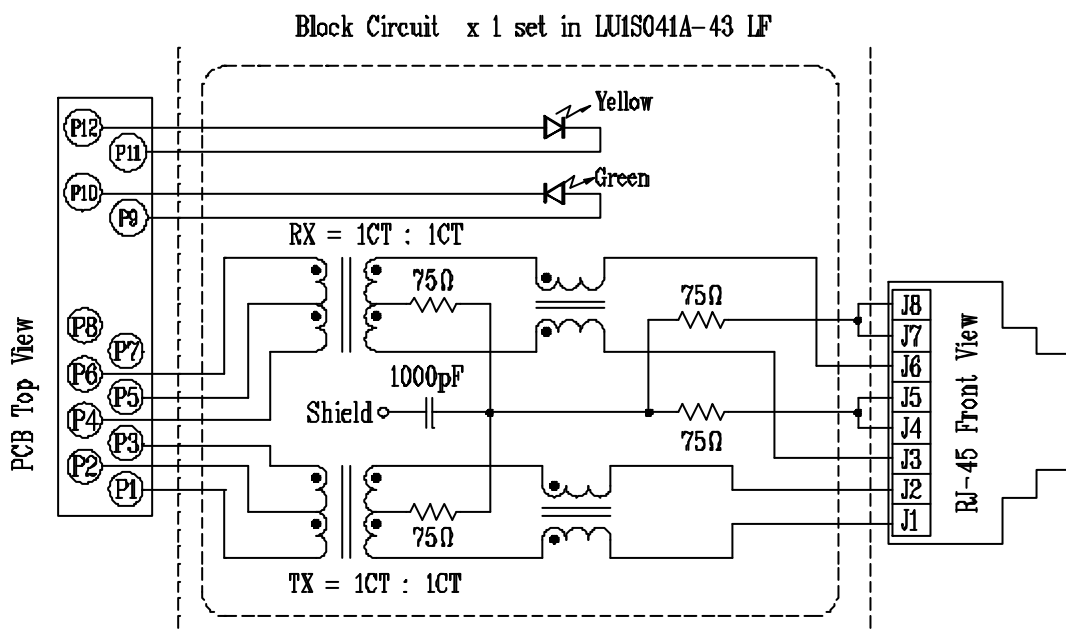 Block Circuit x 1 set in LU1S041A-43 LF
Yellow
P12
P11
Green
P10
P9
RX = 1CT : 1CT
75Ω
75Ω
J8
P8
J7
P7
J6
P6
1000pF
J5
P5
Shield
P4
J4
P3
75Ω
J3
P2
J2
P1
75Ω
J1
TX = 1CT : 1CT
PCB Top View
RJ-45 Front View